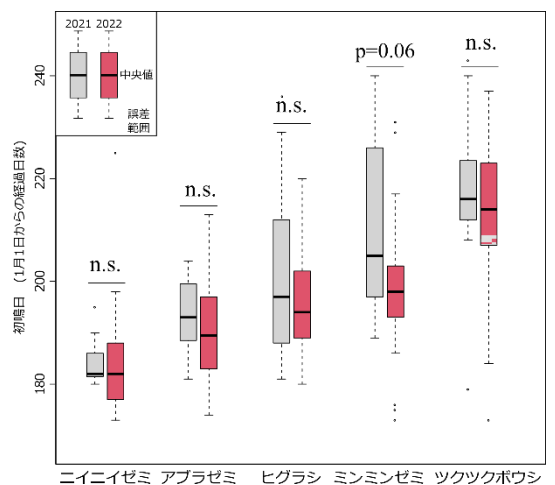 2021 2022
中央値
誤差
範囲
初鳴日 (1月1日からの経過日数)
240
220
200
180
n.s.
n.s.
n.s.
p=0.06
n.s.
ニイニイゼミ アブラゼミ ヒグラシ ミンミンゼミ ツクツクボウシ